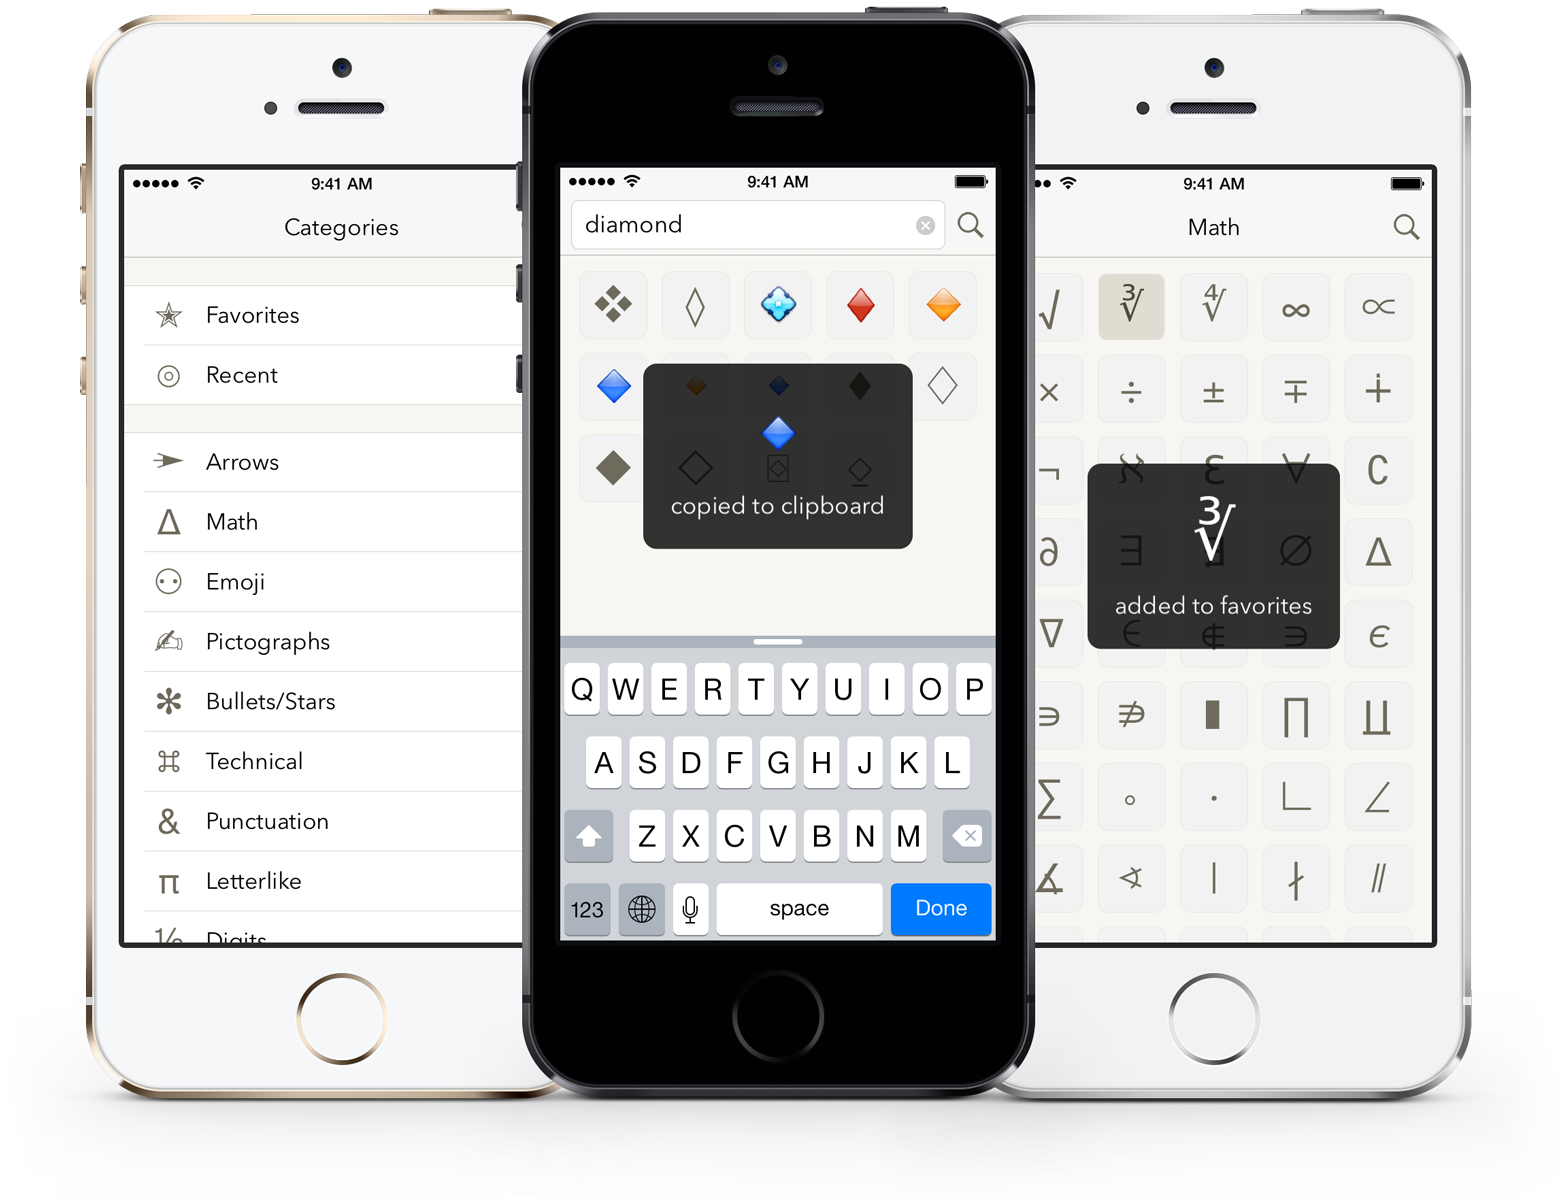 9:41 AM
Categories
Favorites
Recent
Arrows
Δ Math
Emoji
Pictographs
Bullets/Stars
⌘ Technical
& Punctuation
π Letterlike
Digits
9:41 AM
diamond
copied to clipboard
Q W E R T Y U I O P
A S D F G H J K L
Z X C V B N M
123 space Done
9:41 AM
Math
√ ∛ ∜ ∞ ∝
× ÷ ± ∓ ∔
¬ ℵ ℇ ∀ ∁
∂ ∃ ∄ ∅ ∆
∛
added to favorites
∇ ∈ ∉ ∋ ∊
∍ ∌ ∎ ∏ ∐
∑ ∘ ∙ ∟ ∠
∡ ∢ ∣ ∤ ∥